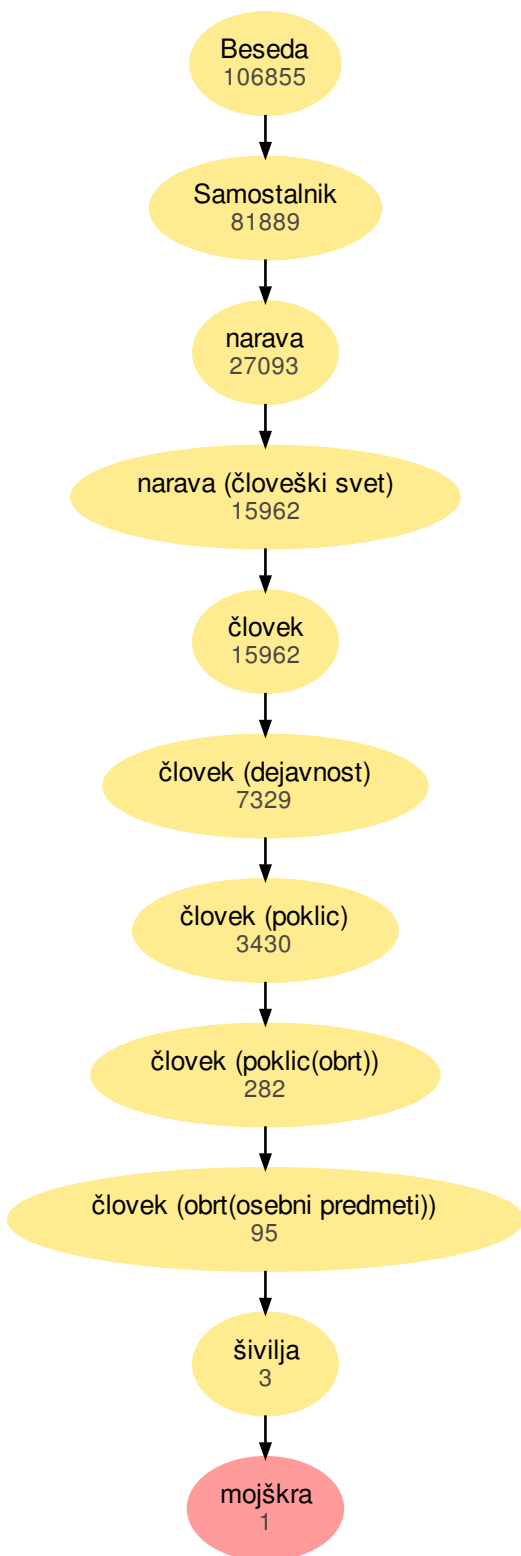 Beseda
106855
Samostalnik
81889
narava
27093
narava (človeški svet)
15962
človek
15962
človek (dejavnost)
7329
človek (poklic)
3430
človek (poklic(obrt))
282
človek (obrt(osebni predmeti))
95
šivilja
3
mojškra
1